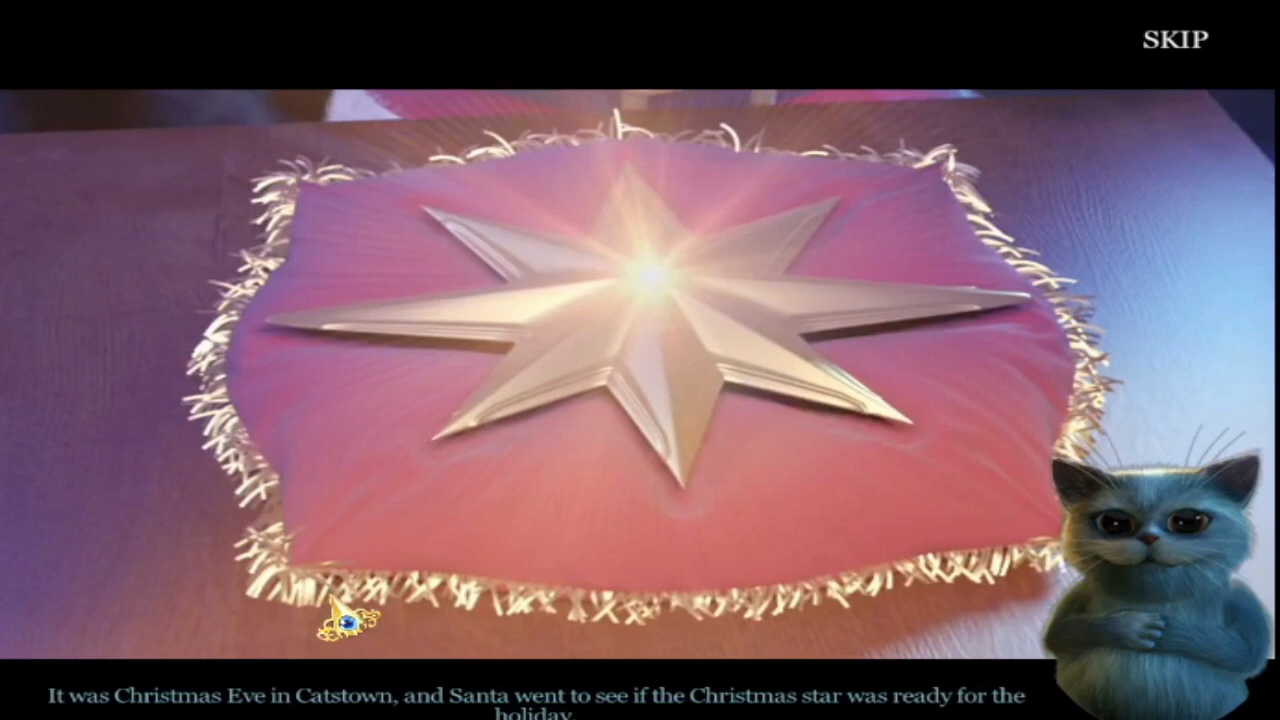 SKIP
It was Christmas Eve in Catstown, and Santa went to see if the Christmas star was ready for the
holiday.